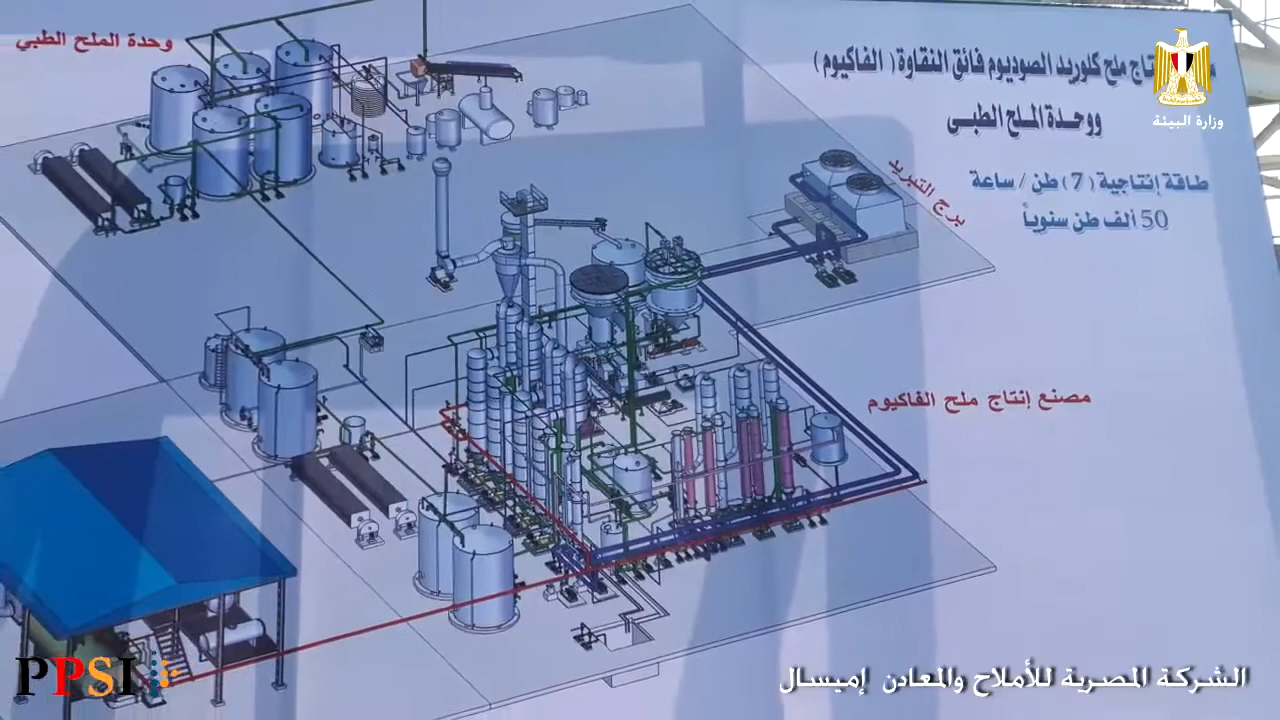 إنتاج ملح كلوريد الصوديوم فائق النقاوة ( الفاكيوم )
ووحدة الملح الطبي
طاقة إنتاجية ( 7 ) طن / ساعة
50 ألف طن سنوياً
وزارة البيئة
وحدة الملح الطبي
برج التبريد
مصنع إنتاج ملح الفاكيوم
الشركة المصرية للأملاح والمعادن إميسال
PPSI